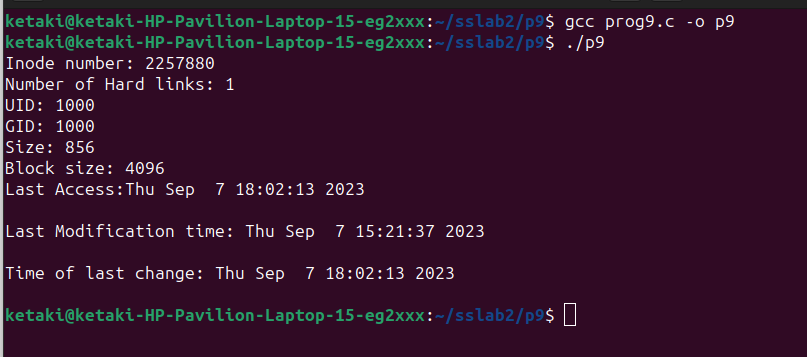 ketaki@ketaki-HP-Pavilion-Laptop-15-eg2xxx:~/sslab2/p9$ gcc prog9.c -o p9
ketaki@ketaki-HP-Pavilion-Laptop-15-eg2xxx:~/sslab2/p9$ ./p9
Inode number: 2257880
Number of Hard links: 1
UID: 1000
GID: 1000
Size: 856
Block size: 4096
Last Access:Thu Sep  7 18:02:13 2023
Last Modification time: Thu Sep  7 15:21:37 2023
Time of last change: Thu Sep  7 18:02:13 2023
ketaki@ketaki-HP-Pavilion-Laptop-15-eg2xxx:~/sslab2/p9$